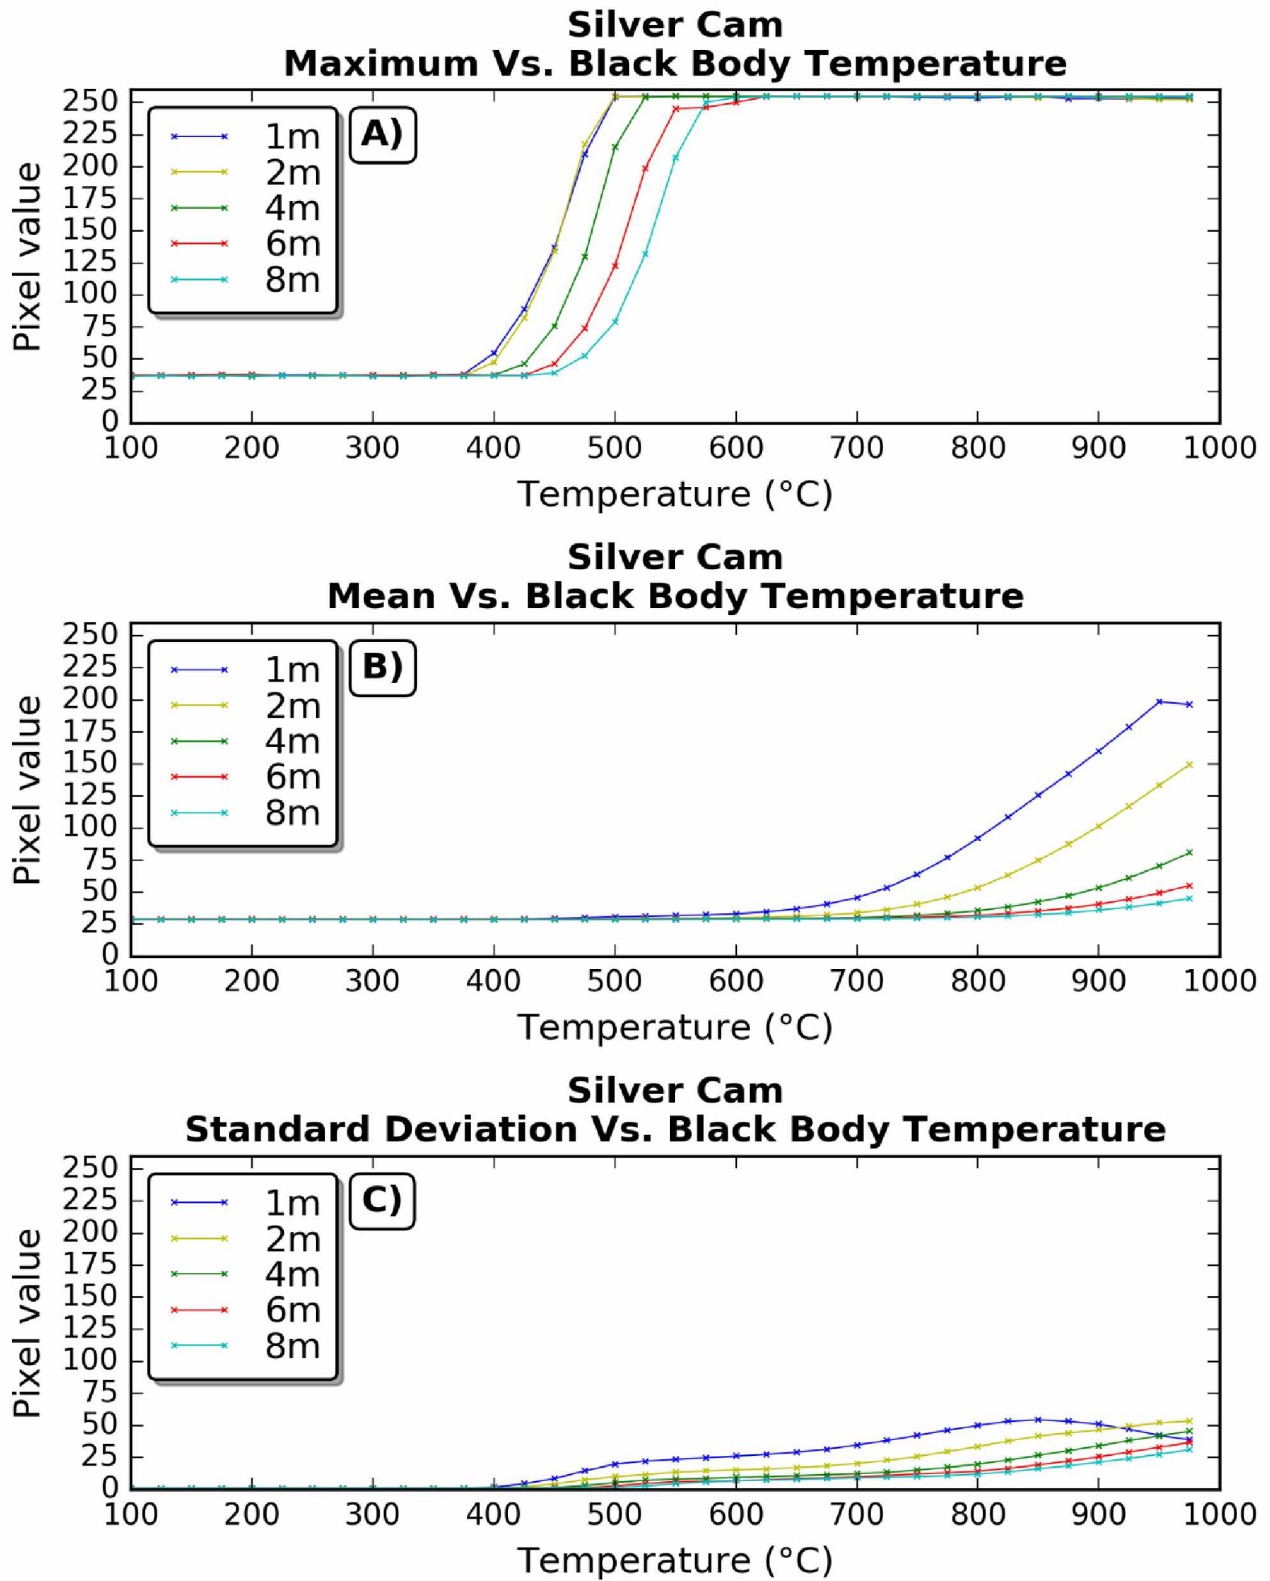 Silver Cam
Maximum Vs. Black Body Temperature
250
225
200
175
150
125
100
75
50
25
0
Pixel value
1m
2m
4m
6m
8m
A)
100 200 300 400 500 600 700 800 900 1000
Temperature (°C)
Silver Cam
Mean Vs. Black Body Temperature
250
225
200
175
150
125
100
75
50
25
0
Pixel value
1m
2m
4m
6m
8m
B)
100 200 300 400 500 600 700 800 900 1000
Temperature (°C)
Silver Cam
Standard Deviation Vs. Black Body Temperature
250
225
200
175
150
125
100
75
50
25
0
Pixel value
1m
2m
4m
6m
8m
C)
100 200 300 400 500 600 700 800 900 1000
Temperature (°C)